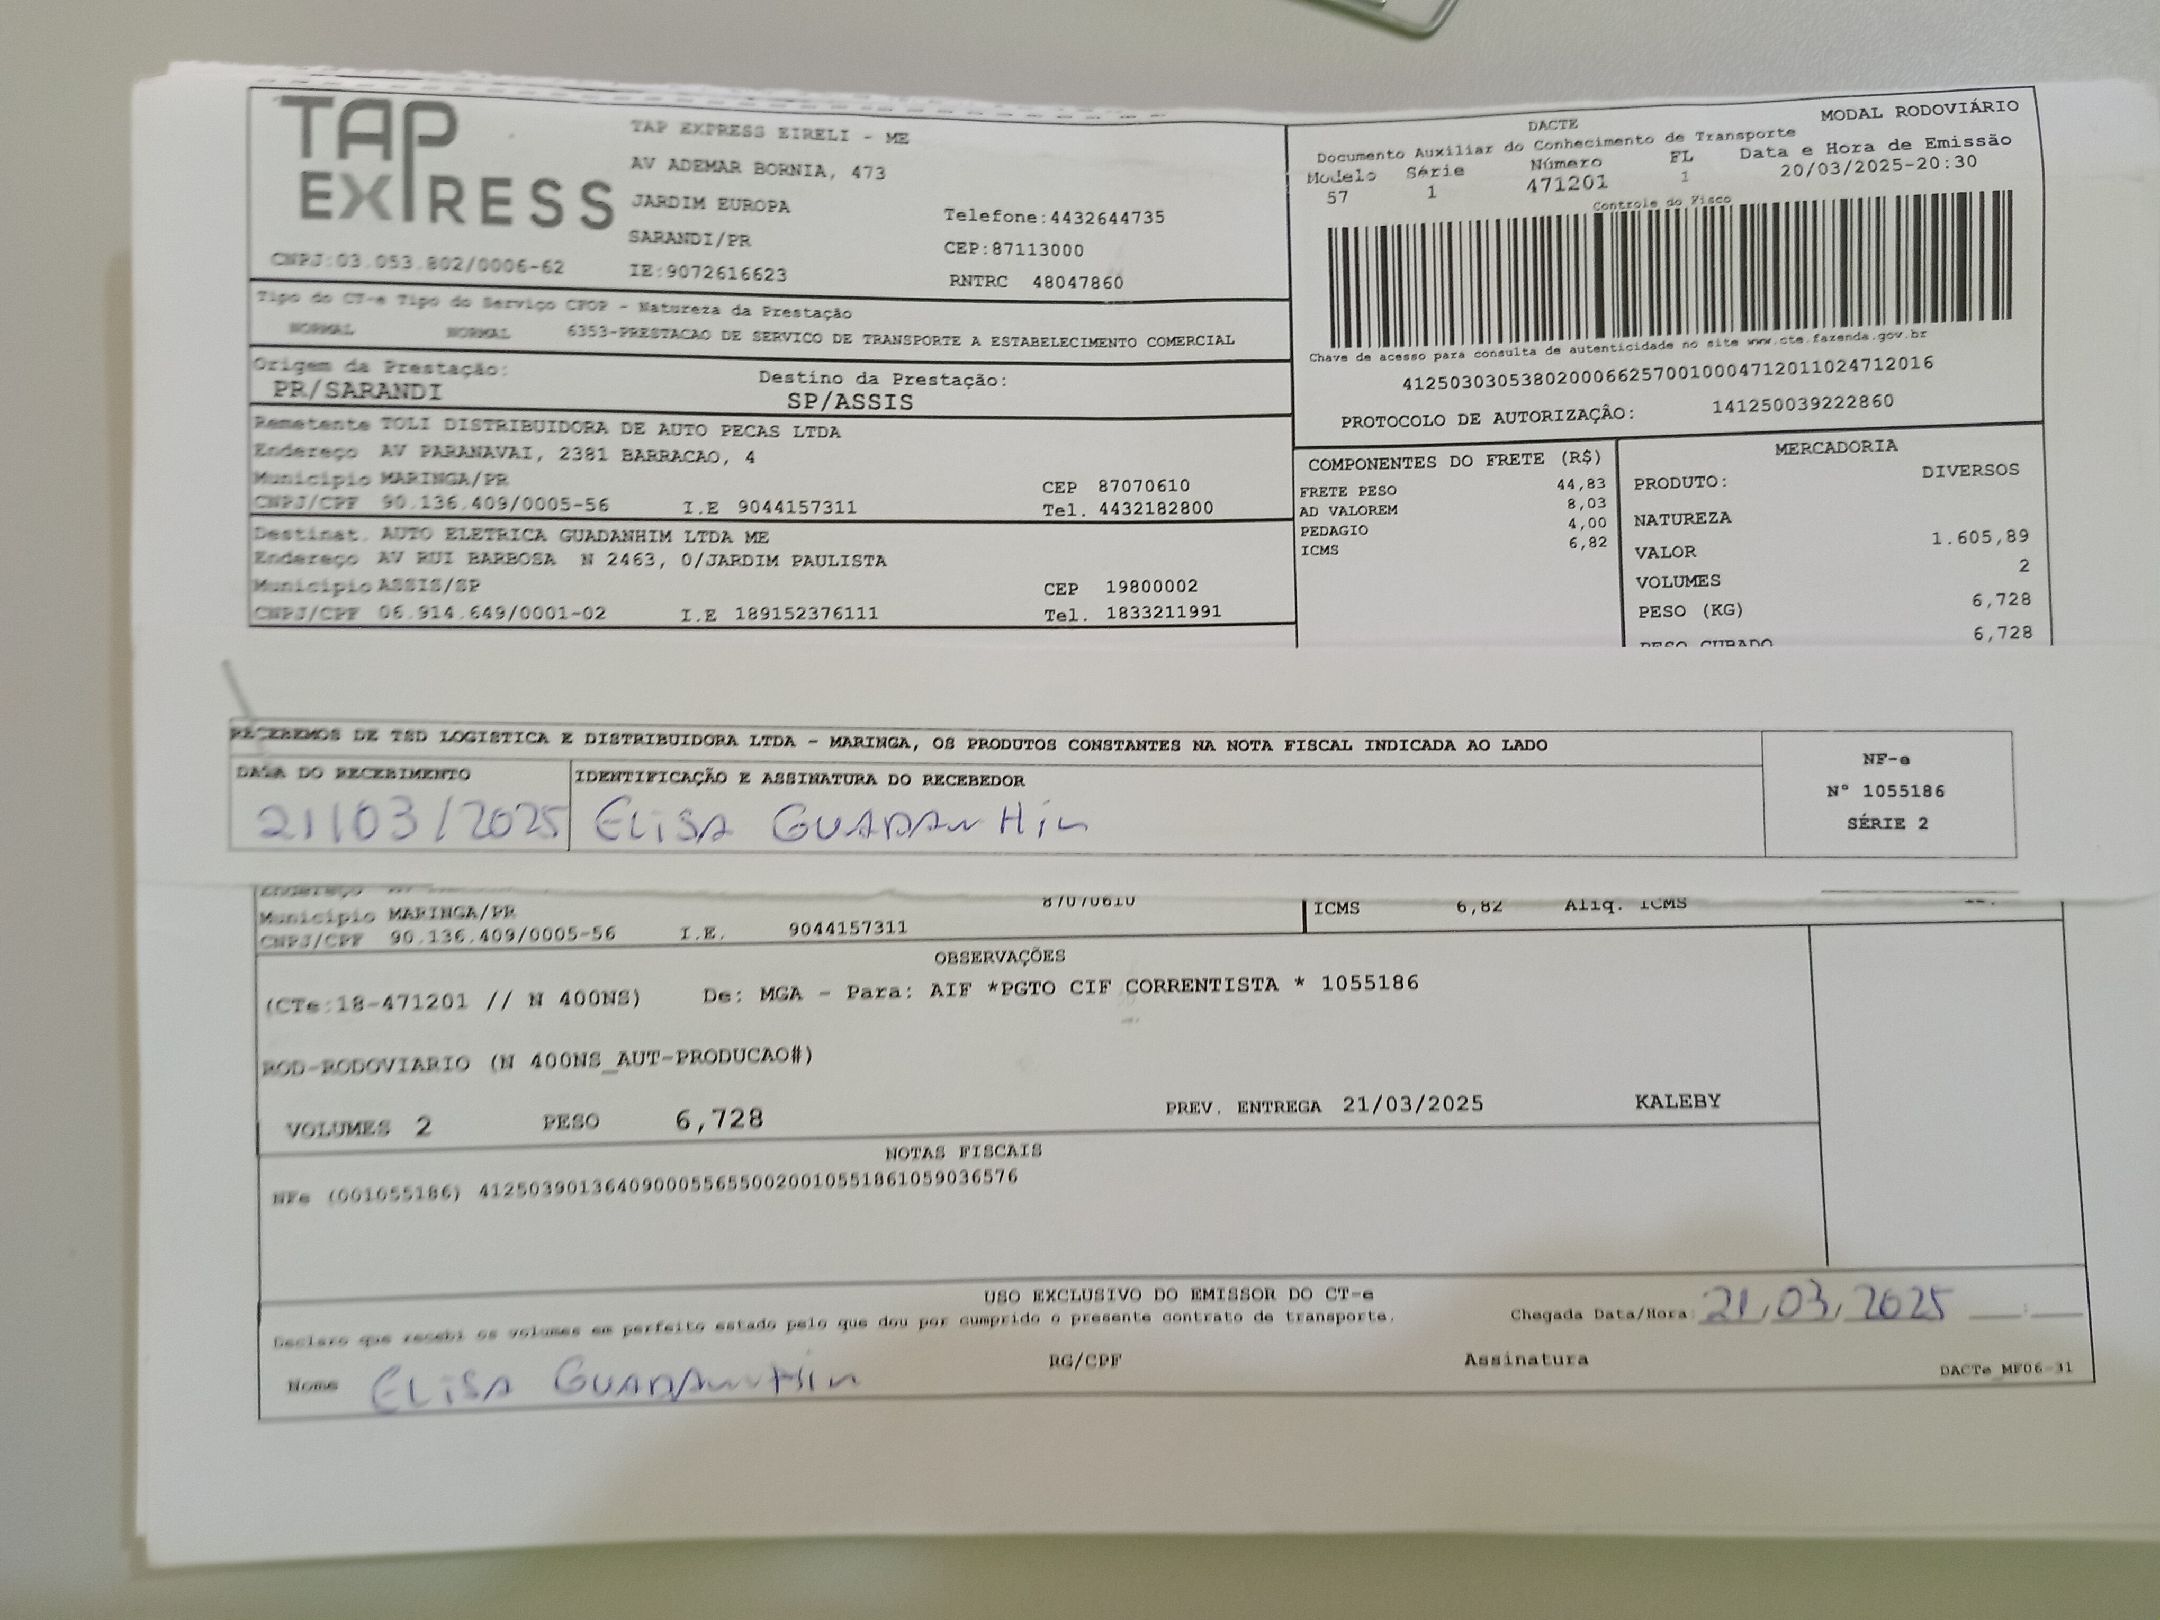 TAP
EXPRESS
CNPJ:03.053.802/0006-62
TAP EXPRESS EIRELI - ME
AV ADEMAR BORNIA, 473
JARDIM EUROPA
SARANDI/PR
IE:9072616623
Telefone:4432644735
CEP:87113000
RNTRC 48047860
MODAL RODOVIÁRIO
DACTE
Documento Auxiliar do Conhecimento de Transporte
Modelo Série Número FL Data e Hora de Emissão
57 1 471201 1 20/03/2025-20:30
Controle do Fisco
Chave de acesso para consulta de autenticidade no site www.cte.fazenda.gov.br
41250303053802000662570010004712011024712016
PROTOCOLO DE AUTORIZAÇÃO: 141250039222860
Tipo do CT-e Tipo do Serviço CFOP - Natureza da Prestação
NORMAL NORMAL 6353-PRESTACAO DE SERVICO DE TRANSPORTE A ESTABELECIMENTO COMERCIAL
Origem da Prestação: Destino da Prestação:
PR/SARANDI SP/ASSIS
Remetente TOLI DISTRIBUIDORA DE AUTO PECAS LTDA
Endereço AV PARANAVAI, 2381 BARRACAO, 4
Município MARINGA/PR CEP 87070610
CNPJ/CPF 90.136.409/0005-56 I.E 9044157311 Tel. 4432182800
Destinat. AUTO ELETRICA GUADANHIM LTDA ME
Endereço AV RUI BARBOSA N 2463, 0/JARDIM PAULISTA
Município ASSIS/SP CEP 19800002
CNPJ/CPF 06.914.649/0001-02 I.E 189152376111 Tel. 1833211991
COMPONENTES DO FRETE (R$)
FRETE PESO 44,83
AD VALOREM 8,03
PEDAGIO 4,00
ICMS 6,82
MERCADORIA
PRODUTO: DIVERSOS
NATUREZA
VALOR 1.605,89
VOLUMES 2
PESO (KG) 6,728
PESO CUBADO 6,728
RECEBEMOS DE TSD LOGISTICA E DISTRIBUIDORA LTDA - MARINGA, OS PRODUTOS CONSTANTES NA NOTA FISCAL INDICADA AO LADO
DATA DO RECEBIMENTO IDENTIFICAÇÃO E ASSINATURA DO RECEBEDOR
21/03/2025 ELiSA GUADANHiN
NF-e
Nº 1055186
SÉRIE 2
Endereço 87070610
Município MARINGA/PR ICMS 6,82 Aliq. ICMS
CNPJ/CPF 90.136.409/0005-56 I.E. 9044157311
OBSERVAÇÕES
(CTe:18-471201 // N 400NS) De: MGA - Para: AIF *PGTO CIF CORRENTISTA * 1055186
ROD-RODOVIARIO (N 400NS_AUT-PRODUCAO#)
VOLUMES 2 PESO 6,728 PREV. ENTREGA 21/03/2025 KALEBY
NOTAS FISCAIS
NFe (001055186) 41250390136409000556550020010551861059036576
USO EXCLUSIVO DO EMISSOR DO CT-e
Declaro que recebi os volumes em perfeito estado pelo que dou por cumprido o presente contrato de transporte. Chegada Data/Hora: 21/03/2025 __:__
Nome ELiSA GUADANHiN RG/CPF Assinatura DACTe_MF06-31